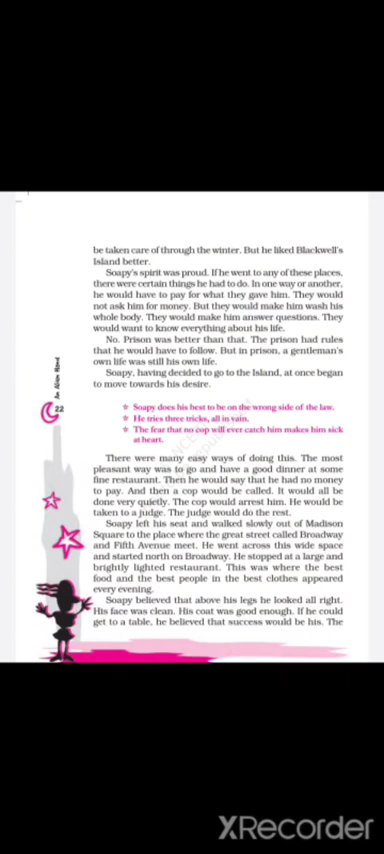 be taken care of through the winter. But he liked Blackwell's
Island better.
Soapy's spirit was proud. If he went to any of these places,
there were certain things he had to do. In one way or another,
he would have to pay for what they gave him. They would
not ask him for money. But they would make him wash his
whole body. They would make him answer questions. They
would want to know everything about his life.
No. Prison was better than that. The prison had rules
that he would have to follow. But in prison, a gentleman's
own life was still his own life.
Soapy, having decided to go to the Island, at once began
to move towards his desire.
An Alien Hand
22
Soapy does his best to be on the wrong side of the law.
He tries three tricks, all in vain.
The fear that no cop will ever catch him makes him sick
at heart.
There were many easy ways of doing this. The most
pleasant way was to go and have a good dinner at some
fine restaurant. Then he would say that he had no money
to pay. And then a cop would be called. It would all be
done very quietly. The cop would arrest him. He would be
taken to a judge. The judge would do the rest.
Soapy left his seat and walked slowly out of Madison
Square to the place where the great street called Broadway
and Fifth Avenue meet. He went across this wide space
and started north on Broadway. He stopped at a large and
brightly lighted restaurant. This was where the best
food and the best people in the best clothes appeared
every evening.
Soapy believed that above his legs he looked all right.
His face was clean. His coat was good enough. If he could
get to a table, he believed that success would be his. The
XRecorder